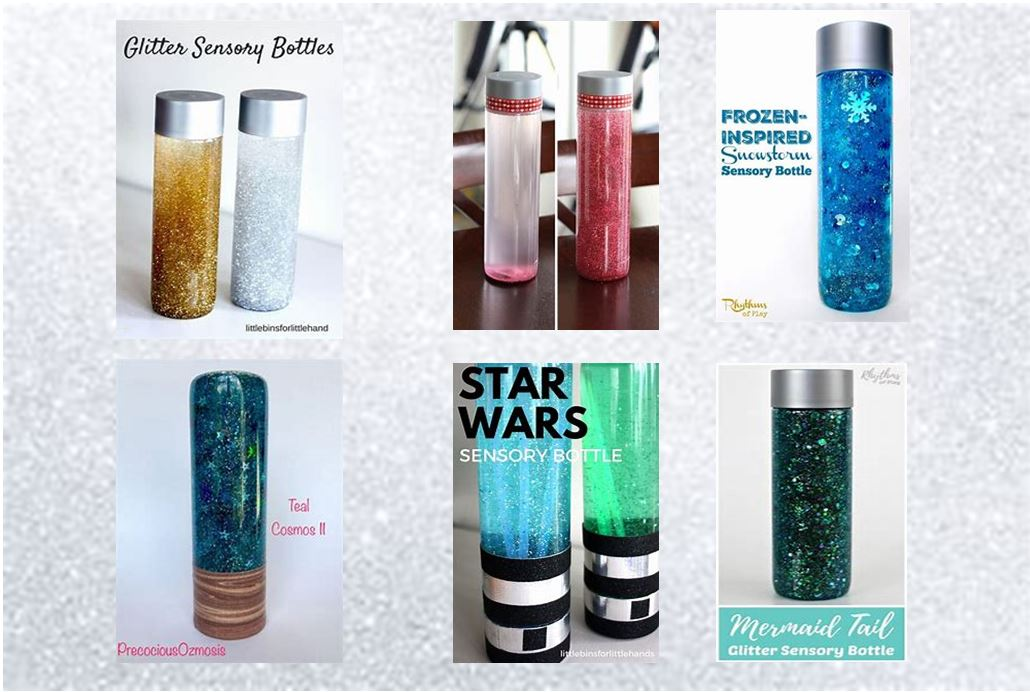 Glitter Sensory Bottles
littlebinsforlittlehand
FROZEN-
INSPIRED
Snowstorm
Sensory Bottle
Rhythms
of Play
Teal
Cosmos II
PrecociousOzmosis
STAR
WARS
SENSORY BOTTLE
littlebinsforlittlehands
Rhythms
of Play
Mermaid Tail
Glitter Sensory Bottle